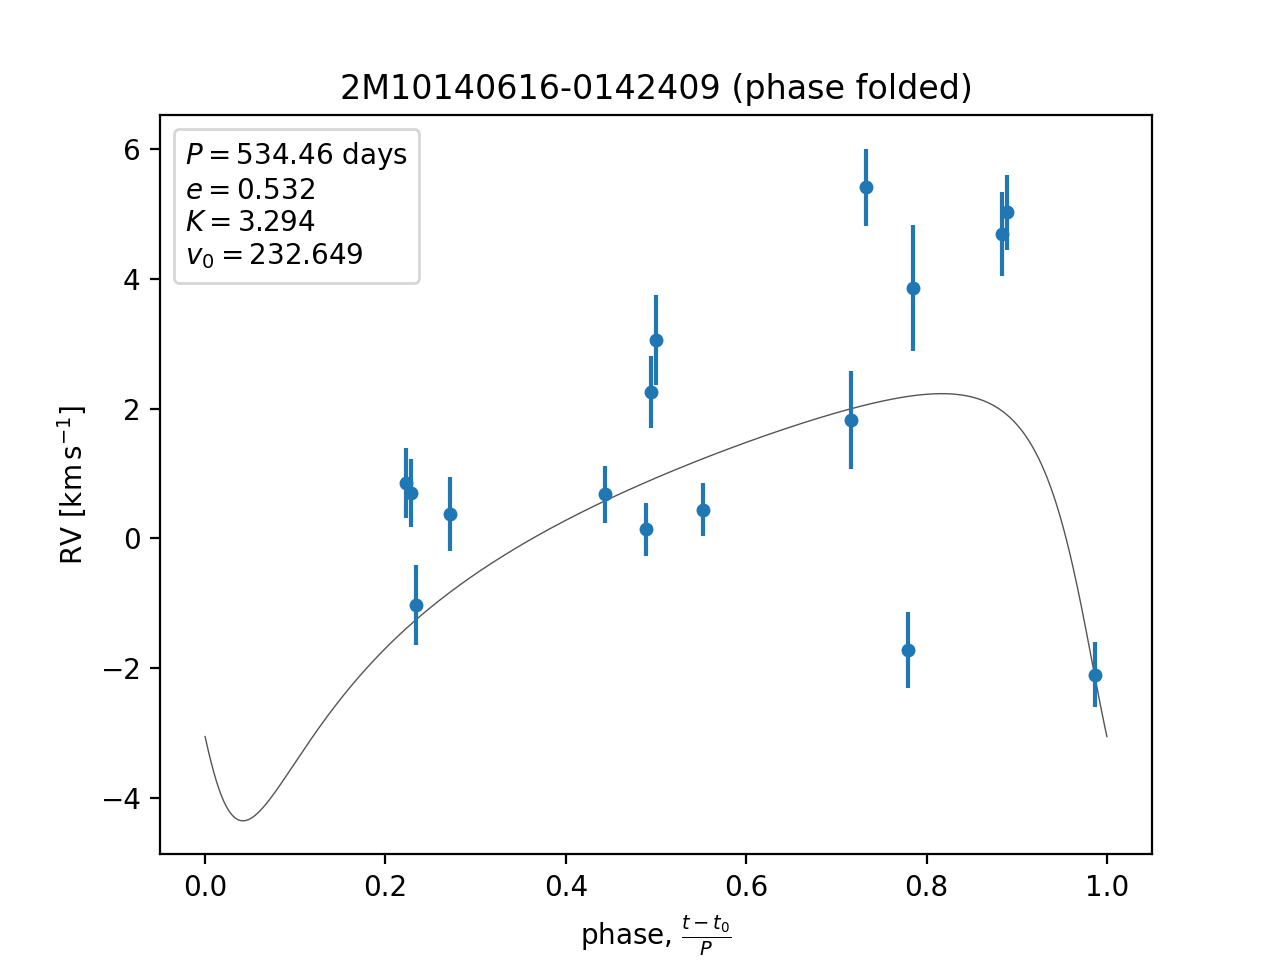 2M10140616-0142409 (phase folded)
P = 534.46 days
e = 0.532
K = 3.294
v₀ = 232.649
6
4
2
0
−2
−4
RV [km s⁻¹]
0.0 0.2 0.4 0.6 0.8 1.0
phase, (t − t₀)/P